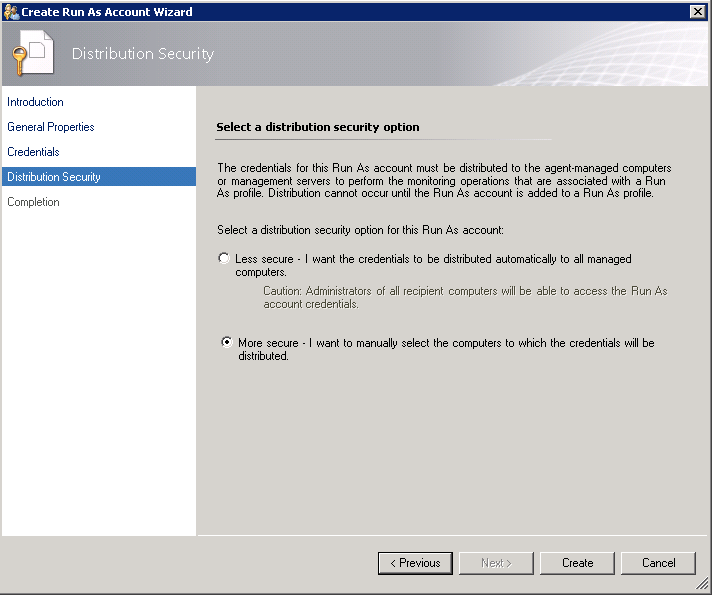 Create Run As Account Wizard
Distribution Security
Introduction
General Properties
Credentials
Distribution Security
Completion
Select a distribution security option
The credentials for this Run As account must be distributed to the agent-managed computers
or management servers to perform the monitoring operations that are associated with a Run
As profile. Distribution cannot occur until the Run As account is added to a Run As profile.
Select a distribution security option for this Run As account:
Less secure - I want the credentials to be distributed automatically to all managed
computers.
Caution: Administrators of all recipient computers will be able to access the Run As
account credentials.
More secure - I want to manually select the computers to which the credentials will be
distributed.
< Previous
Next >
Create
Cancel